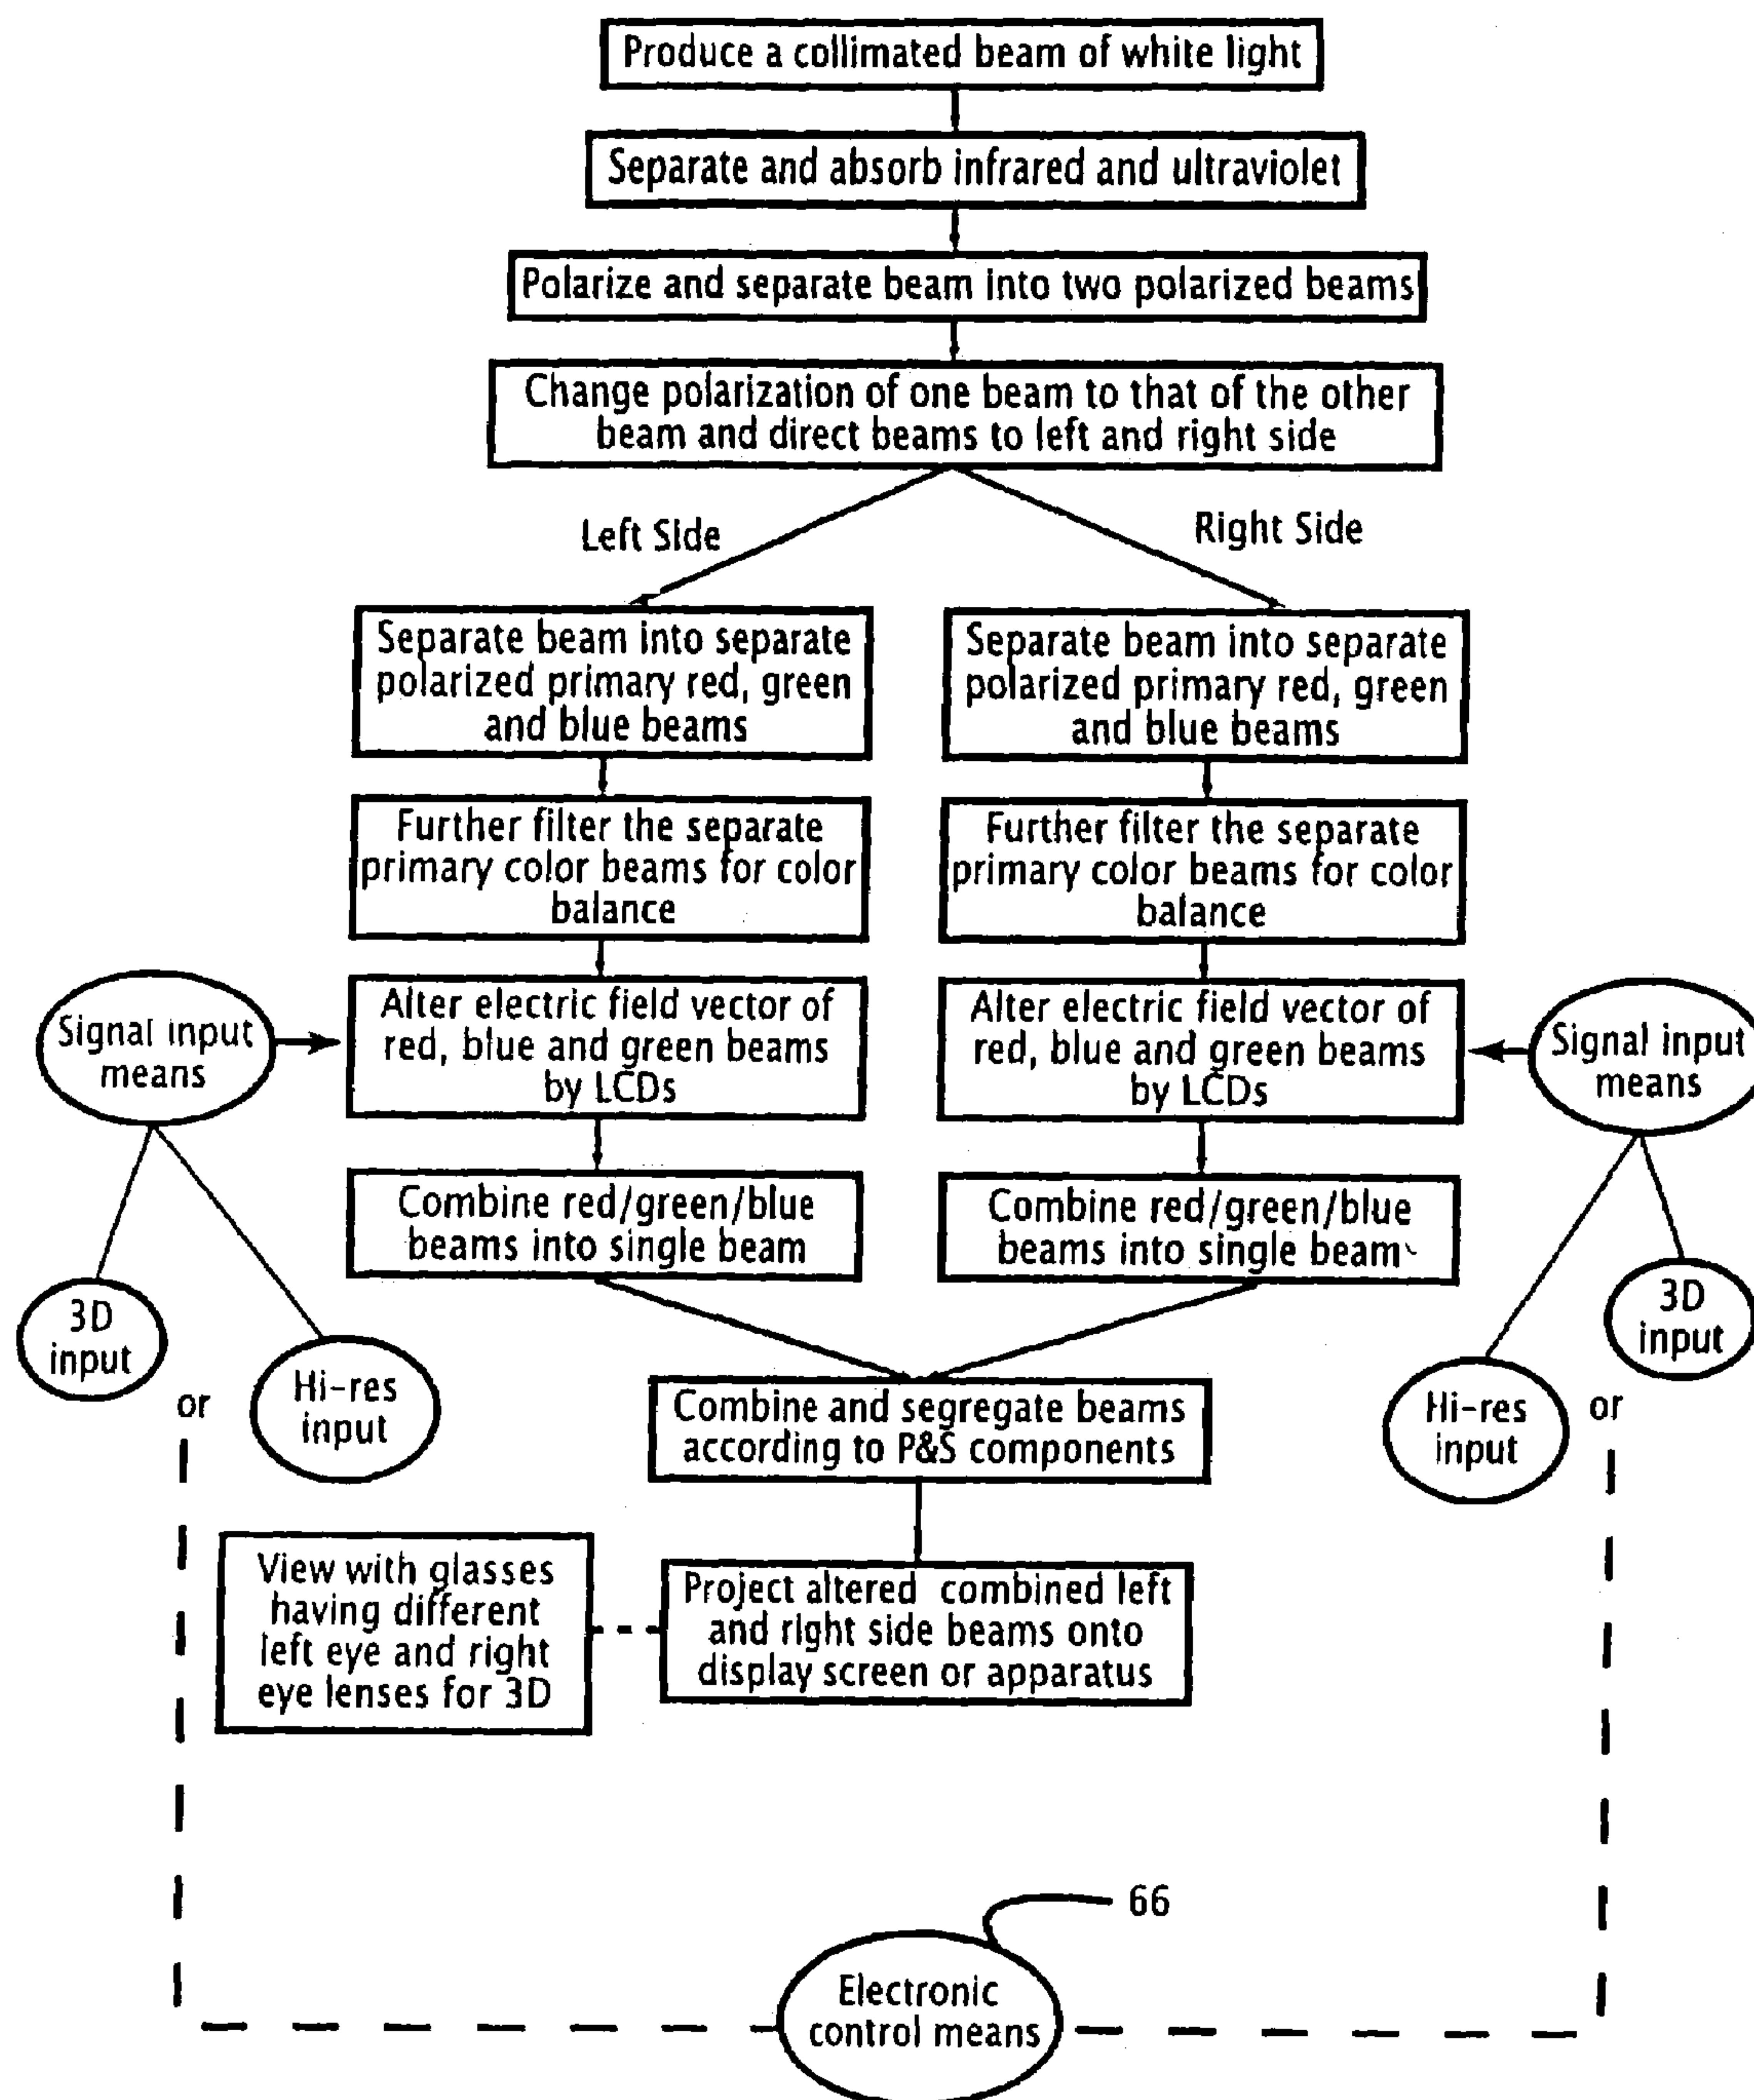 Produce a collimated beam of white light
Separate and absorb infrared and ultraviolet
Polarize and separate beam into two polarized beams
Change polarization of one beam to that of the other
beam and direct beams to left and right side
Left Side
Right Side
Separate beam into separate
polarized primary red, green
and blue beams
Separate beam into separate
polarized primary red, green
and blue beams
Further filter the separate
primary color beams for color
balance
Further filter the separate
primary color beams for color
balance
Signal input
means
Alter electric field vector of
red, blue and green beams
by LCDs
Alter electric field vector of
red, blue and green beams
by LCDs
Signal input
means
Combine red/green/blue
beams into single beam
Combine red/green/blue
beams into single beam
3D
input
or
Hi-res
input
Combine and segregate beams
according to P&S components
Hi-res
input
or
3D
input
View with glasses
having different
left eye and right
eye lenses for 3D
Project altered combined left
and right side beams onto
display screen or apparatus
66
Electronic
control means